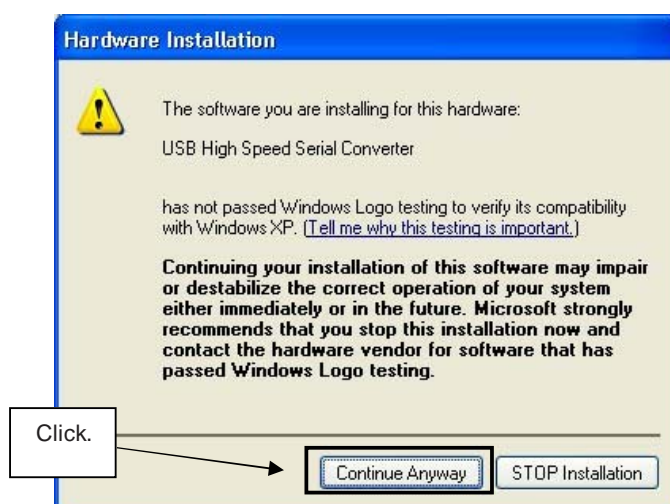 Hardware Installation
The software you are installing for this hardware:
USB High Speed Serial Converter
has not passed Windows Logo testing to verify its compatibility
with Windows XP. (Tell me why this testing is important.)
Continuing your installation of this software may impair
or destabilize the correct operation of your system
either immediately or in the future. Microsoft strongly
recommends that you stop this installation now and
contact the hardware vendor for software that has
passed Windows Logo testing.
Click.
Continue Anyway
STOP Installation